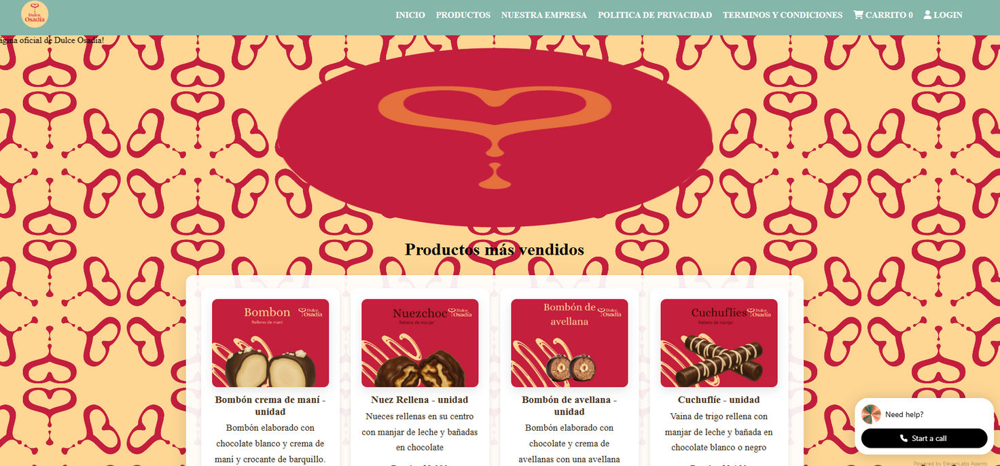 Dulce
Osadía
INICIO PRODUCTOS NUESTRA EMPRESA POLITICA DE PRIVACIDAD TERMINOS Y CONDICIONES CARRITO 0 LOGIN
ágina oficial de Dulce Osadía!
Productos más vendidos
Bombon
Relleno de maní
Dulce
Osadía
Nuezchoc
Relleno de manjar
Dulce
Osadía
Bombón de
avellana
Dulce
Osadía
Cuchuflies
Relleno de manjar
Dulce
Osadía
Bombón crema de maní -
unidad
Bombón elaborado con
chocolate blanco y crema de
maní y crocante de barquillo.
Nuez Rellena - unidad
Nueces rellenas en su centro
con manjar de leche y bañadas
en chocolate
Bombón de avellana -
unidad
Bombón elaborado con
chocolate y crema de
avellanas con una avellana
Cuchuflíe - unidad
Vaina de trigo rellena con
manjar de leche y bañada en
chocolate blanco o negro
Need help?
Start a call
Powered by ElevenLabs Agents